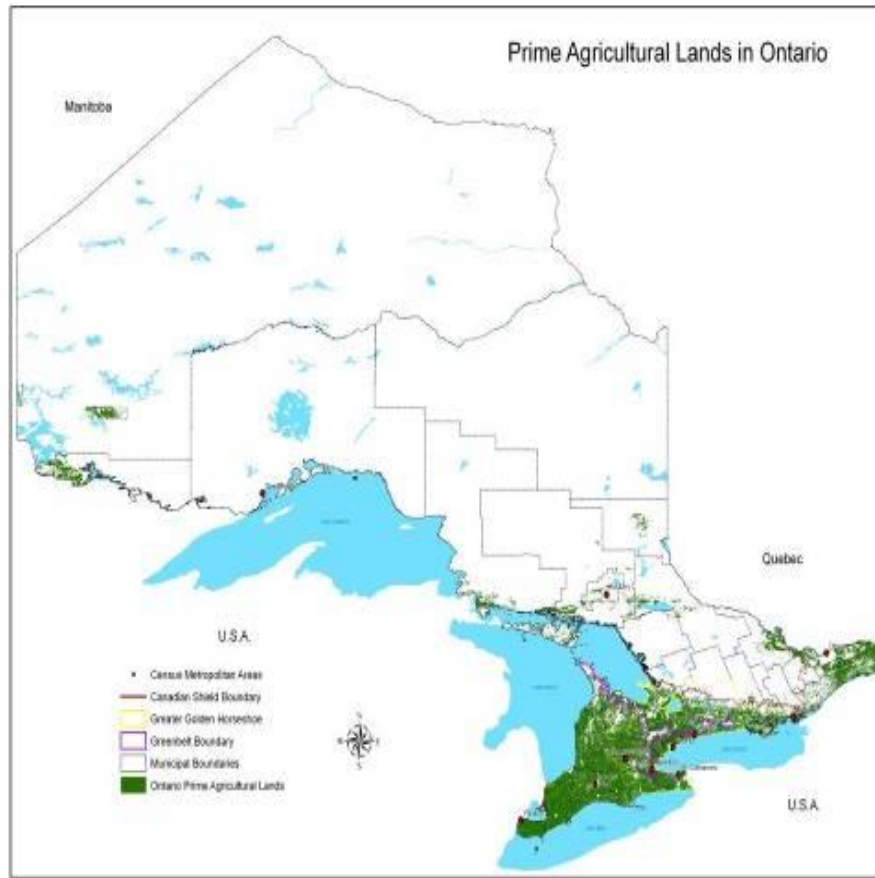 Prime Agricultural Lands in Ontario
Manitoba
Quebec
U.S.A.
Census Metropolitan Areas
Canadian Shield Boundary
Greater Golden Horseshoe
Greenbelt Boundary
Municipal Boundaries
Ontario Prime Agricultural Lands
N
E
S
U.S.A.